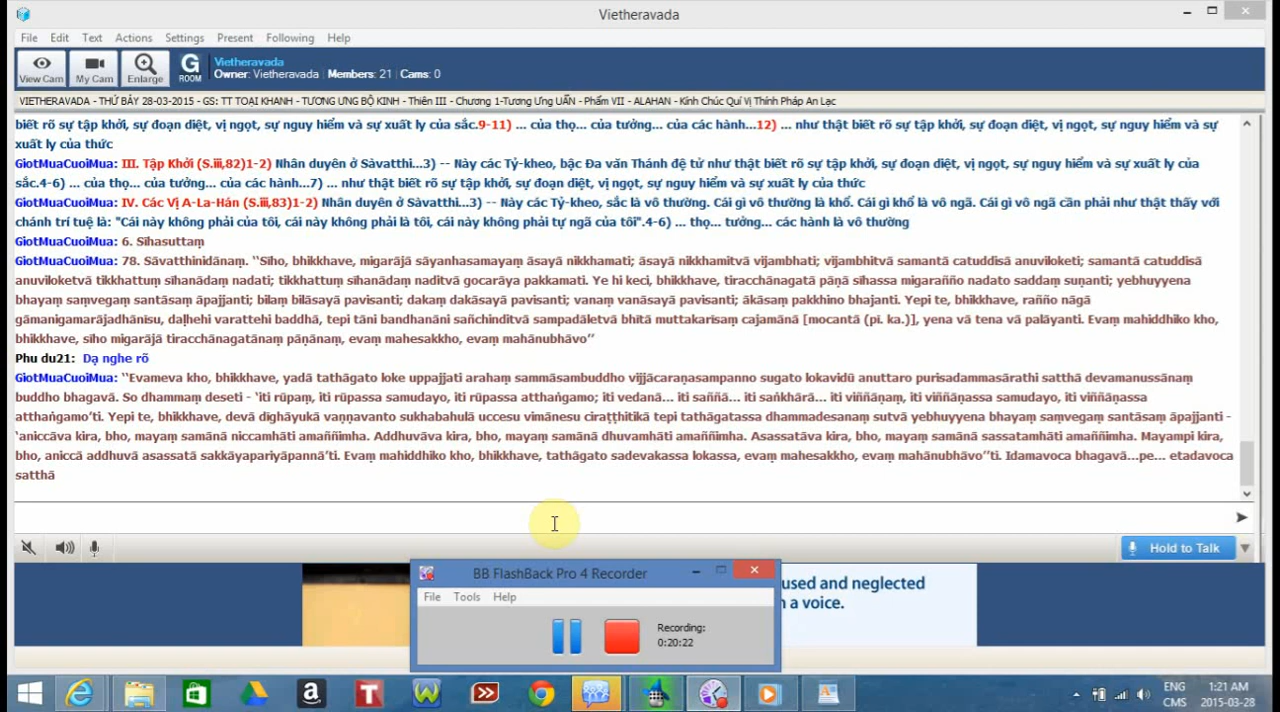 Vietheravada
File Edit Text Actions Settings Present Following Help
View Cam My Cam Enlarge G ROOM Vietheravada
Owner: Vietheravada Members: 21 Cams: 0
VIETHERAVADA - THỨ BẢY 28-03-2015 - GS: TT TOẠI KHANH - TƯƠNG ƯNG BỘ KINH - Thiên III - Chương 1-Tương Ưng UẨN - Phẩm VII - ALAHAN - Kính Chúc Quí Vị Thính Pháp An Lạc
biết rõ sự tập khởi, sự đoạn diệt, vị ngọt, sự nguy hiểm và sự xuất ly của sắc.9-11) ... của thọ... của tưởng... của các hành...12) ... như thật biết rõ sự tập khởi, sự đoạn diệt, vị ngọt, sự nguy hiểm và sự
xuất ly của thức
GiotMuaCuoiMua: III. Tập Khởi (S.iii,82)1-2) Nhân duyên ở Sàvatthi...3) -- Này các Tỷ-kheo, bậc Đa văn Thánh đệ tử như thật biết rõ sự tập khởi, sự đoạn diệt, vị ngọt, sự nguy hiểm và sự xuất ly của
sắc.4-6) ... của thọ... của tưởng... của các hành...7) ... như thật biết rõ sự tập khởi, sự đoạn diệt, vị ngọt, sự nguy hiểm và sự xuất ly của thức
GiotMuaCuoiMua: IV. Các Vị A-La-Hán (S.iii,83)1-2) Nhân duyên ở Sàvatthi...3) -- Này các Tỷ-kheo, sắc là vô thường. Cái gì vô thường là khổ. Cái gì khổ là vô ngã. Cái gì vô ngã cần phải như thật thấy với
chánh trí tuệ là: "Cái này không phải của tôi, cái này không phải là tôi, cái này không phải tự ngã của tôi".4-6) ... thọ... tưởng... các hành là vô thường
GiotMuaCuoiMua: 6. Sīhasuttaṃ
78. Sāvatthinidānaṃ. ‘‘Sīho, bhikkhave, migarājā sāyanhasamayaṃ āsayā nikkhamati; āsayā nikkhamitvā vijambhati; vijambhitvā samantā catuddisā anuviloketi; samantā catuddisā
anuviloketvā tikkhattuṃ sīhanādaṃ nadati; tikkhattuṃ sīhanādaṃ naditvā gocarāya pakkamati. Ye hi keci, bhikkhave, tiracchānagatā pāṇā sīhassa migarañño nadato saddaṃ suṇanti; yebhuyyena
bhayaṃ saṃvegaṃ santāsaṃ āpajjanti; bilaṃ bilāsayā pavisanti; dakaṃ dakāsayā pavisanti; vanaṃ vanāsayā pavisanti; ākāsaṃ pakkhino bhajanti. Yepi te, bhikkhave, rañño nāgā
gāmanigamarājadhānīsu, daḷhehi varattehi baddhā, tepi tāni bandhanāni sañchinditvā sampadāletvā bhītā muttakarīsaṃ cajamānā [mocantā (pī. ka.)], yena vā tena vā palāyanti. Evaṃ mahiddhiko kho,
bhikkhave, sīho migarājā tiracchānagatānaṃ pāṇānaṃ, evaṃ mahesakkho, evaṃ mahānubhāvo’’
Phu du21: Dạ nghe rõ
GiotMuaCuoiMua: ‘‘Evameva kho, bhikkhave, yadā tathāgato loke uppajjati arahaṃ sammāsambuddho vijjācaraṇasampanno sugato lokavidū anuttaro purisadammasārathi satthā devamanussānaṃ
buddho bhagavā. So dhammaṃ deseti - ‘iti rūpaṃ, iti rūpassa samudayo, iti rūpassa atthaṅgamo; iti vedanā... iti saññā... iti saṅkhārā... iti viññāṇaṃ, iti viññāṇassa samudayo, iti viññāṇassa
atthaṅgamo’ti. Yepi te, bhikkhave, devā dīghāyukā vaṇṇavanto sukhabahulā uccesu vimānesu ciraṭṭhitikā tepi tathāgatassa dhammadesanaṃ sutvā yebhuyyena bhayaṃ saṃvegaṃ santāsaṃ āpajjanti -
‘aniccāva kira, bho, mayaṃ samānā niccamhāti amaññimha. Addhuvāva kira, bho, mayaṃ samānā dhuvamhāti amaññimha. Asassatāva kira, bho, mayaṃ samānā sassatamhāti amaññimha. Mayampi kira,
bho, aniccā addhuvā asassatā sakkāyapariyāpannā’ti. Evaṃ mahiddhiko kho, bhikkhave, tathāgato sadevakassa lokassa, evaṃ mahesakkho, evaṃ mahānubhāvo’’ti. Idamavoca bhagavā...pe... etadavoca
satthā
Hold to Talk
BB FlashBack Pro 4 Recorder
File Tools Help
Recording:
0:20:22
used and neglected
a voice.
ENG 1:21 AM
CMS 2015-03-28